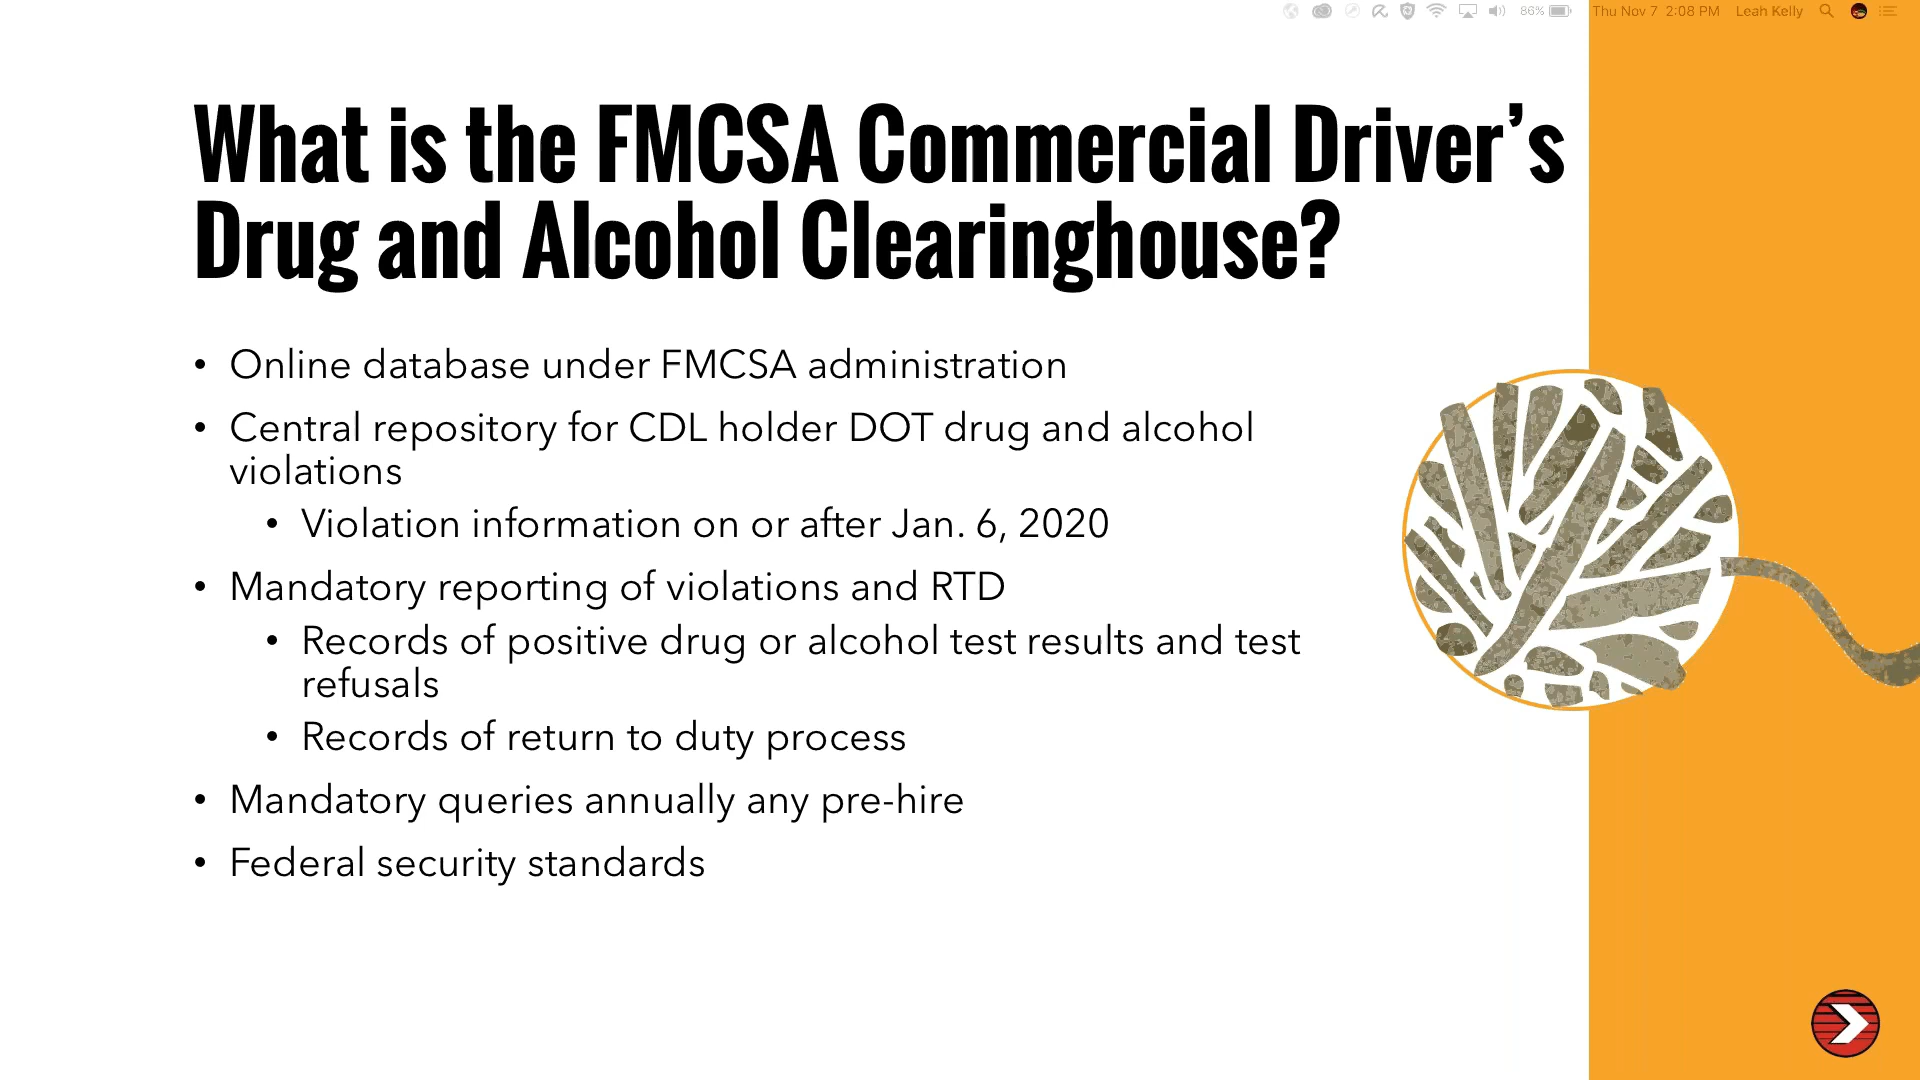 86% Thu Nov 7 2:08 PM Leah Kelly
What is the FMCSA Commercial Driver’s
Drug and Alcohol Clearinghouse?
• Online database under FMCSA administration
• Central repository for CDL holder DOT drug and alcohol
violations
• Violation information on or after Jan. 6, 2020
• Mandatory reporting of violations and RTD
• Records of positive drug or alcohol test results and test
refusals
• Records of return to duty process
• Mandatory queries annually any pre-hire
• Federal security standards